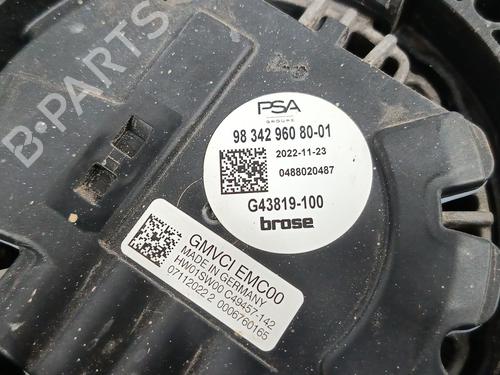 B-PARTS
PSA
GROUPE
98 342 960 80-01
2022-11-23
0488020487
G43819-100
brose
GMVCI EMC00
MADE IN GERMANY
HW01SW00 C49457-142
07112022 2 0006760165